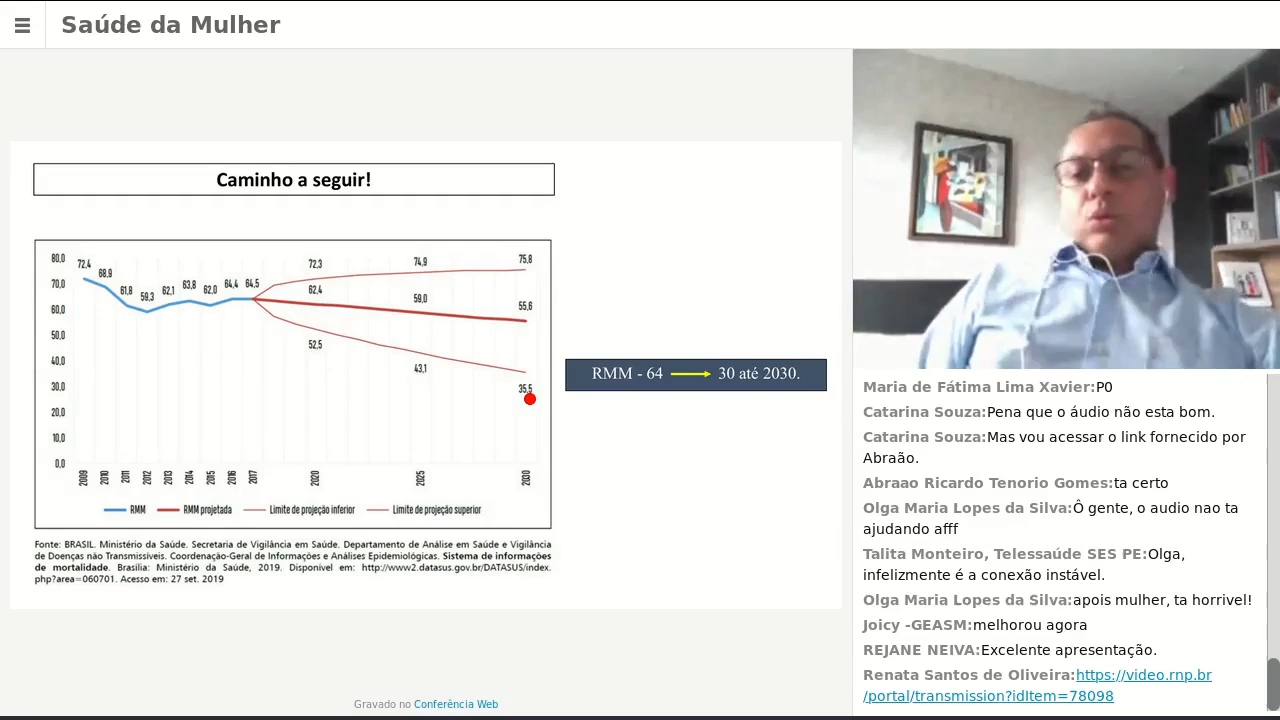 Saúde da Mulher
Caminho a seguir!
80,0
70,0
60,0
50,0
40,0
30,0
20,0
10,0
0,0
72,4
68,9
61,8
59,3
62,1
63,8
62,0
64,4
64,5
72,3
62,4
52,5
74,9
59,0
43,1
75,8
55,6
35,5
2009
2010
2011
2012
2013
2014
2015
2016
2017
2020
2025
2030
RMM
RMM projetada
Limite de projeção inferior
Limite de projeção superior
Fonte: BRASIL. Ministério da Saúde. Secretaria de Vigilância em Saúde. Departamento de Análise em Saúde e Vigilância
de Doenças não Transmissíveis. Coordenação-Geral de Informações e Análises Epidemiológicas. Sistema de informações
de mortalidade. Brasilia: Ministério da Saúde, 2019. Disponível em: http://www2.datasus.gov.br/DATASUS/index.
php?area=060701. Acesso em: 27 set. 2019
RMM - 64 → 30 até 2030.
Maria de Fátima Lima Xavier:P0
Catarina Souza:Pena que o áudio não esta bom.
Catarina Souza:Mas vou acessar o link fornecido por
Abraão.
Abraao Ricardo Tenorio Gomes:ta certo
Olga Maria Lopes da Silva:Ô gente, o audio nao ta
ajudando afff
Talita Monteiro, Telessaúde SES PE:Olga,
infelizmente é a conexão instável.
Olga Maria Lopes da Silva:apois mulher, ta horrivel!
Joicy -GEASM:melhorou agora
REJANE NEIVA:Excelente apresentação.
Renata Santos de Oliveira:https://video.rnp.br
/portal/transmission?idItem=78098
Gravado no Conferência Web